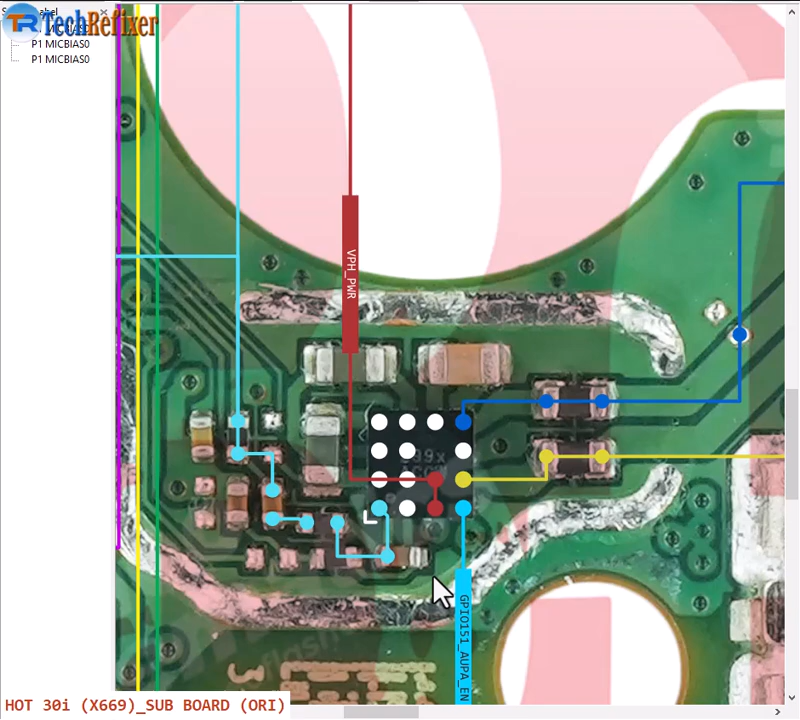 TechRefixer
P1 MICBIAS0
P1 MICBIAS0
VPH_PWR
GPIO151_AUPA_EN
HOT 30i (X669)_SUB BOARD (ORI)